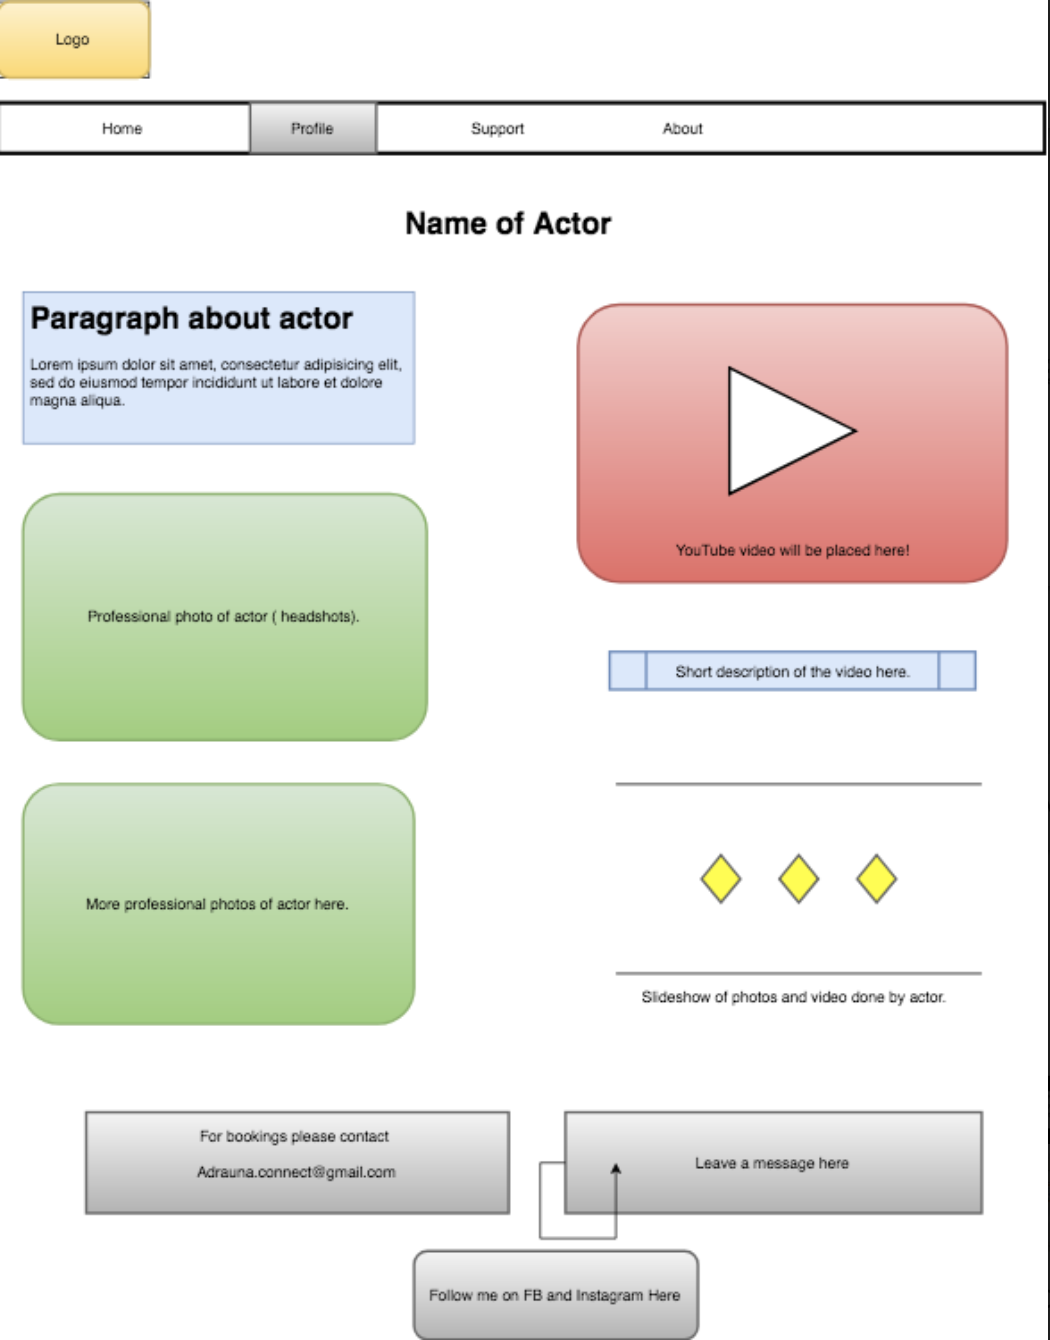 Logo
Home
Profile
Support
About
Name of Actor
Paragraph about actor
Lorem ipsum dolor sit amet, consectetur adipisicing elit,
sed do eiusmod tempor incididunt ut labore et dolore
magna aliqua.
YouTube video will be placed here!
Professional photo of actor ( headshots).
Short description of the video here.
More professional photos of actor here.
Slideshow of photos and video done by actor.
For bookings please contact
Adrauna.connect@gmail.com
Leave a message here
Follow me on FB and Instagram Here